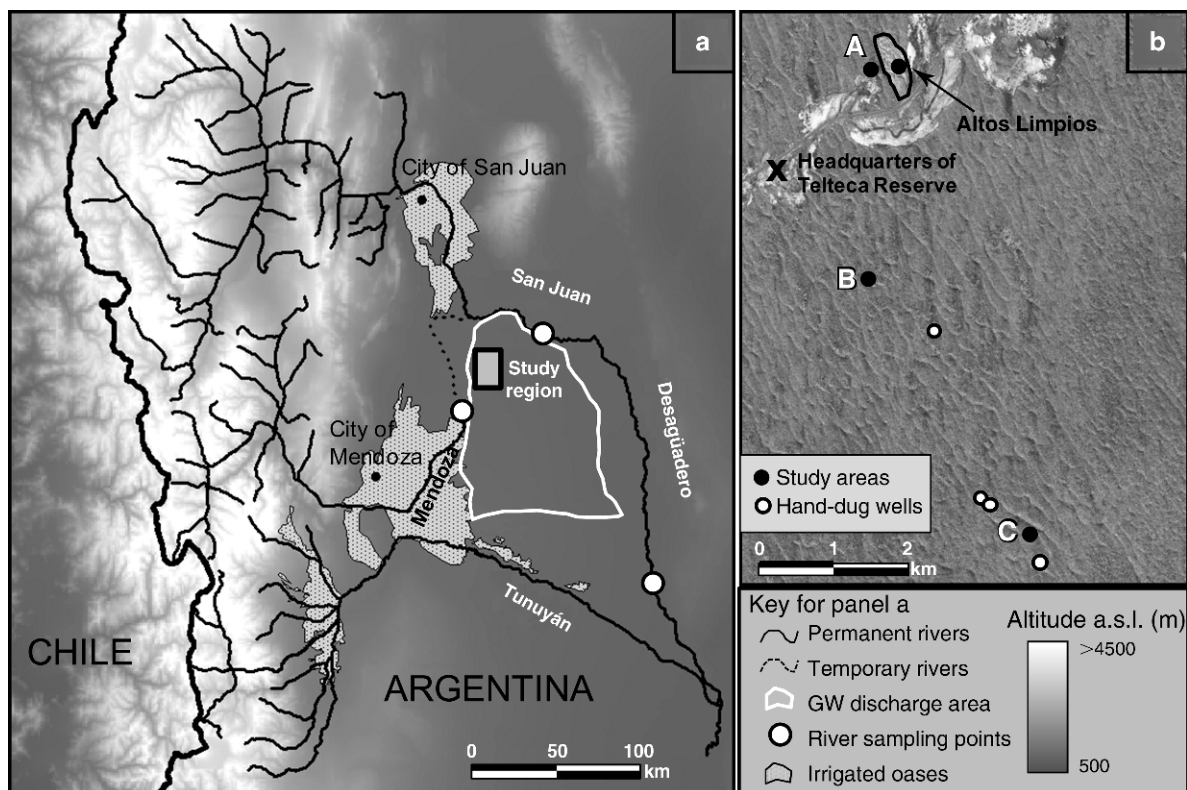 a
City of San Juan
San Juan
Study
region
City of
Mendoza
Mendoza
Desagüadero
Tunuyán
CHILE
ARGENTINA
0 50 100
km
b
A
Altos Limpios
X
Headquarters of
Telteca Reserve
B
Study areas
Hand-dug wells
C
0 1 2
km
Key for panel a
Permanent rivers
Temporary rivers
GW discharge area
River sampling points
Irrigated oases
Altitude a.s.l. (m)
>4500
500